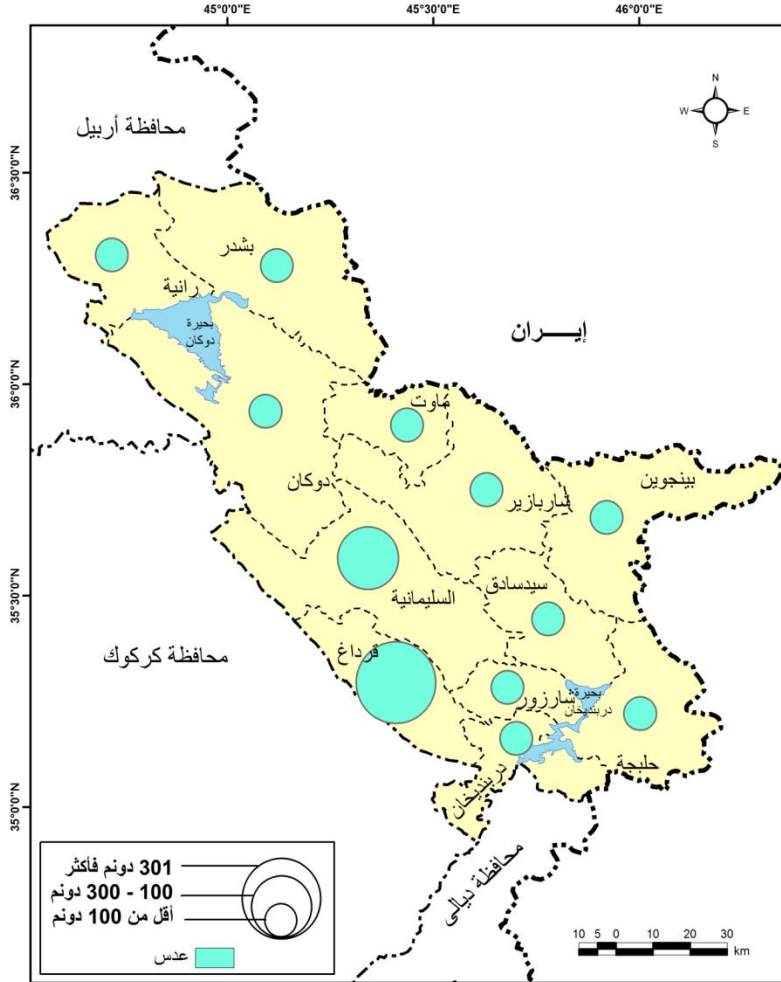 45°0'0"E
45°30'0"E
46°0'0"E
36°30'0"N
36°0'0"N
35°30'0"N
35°0'0"N
N
W
E
S
محافظة أربيل
بشدر
رانية
بحيرة
دوكان
إيـــران
ماوت
بينجوين
دوكان
شاربازير
سيدسادق
السليمانية
محافظة كركوك
قرداغ
شارزور
بحيرة
دربنديخان
حلبجة
دربنديخان
محافظة ديالى
301 دونم فأكثر
100 - 300 دونم
أقل من 100 دونم
عدس
10 5 0 10 20 30
km